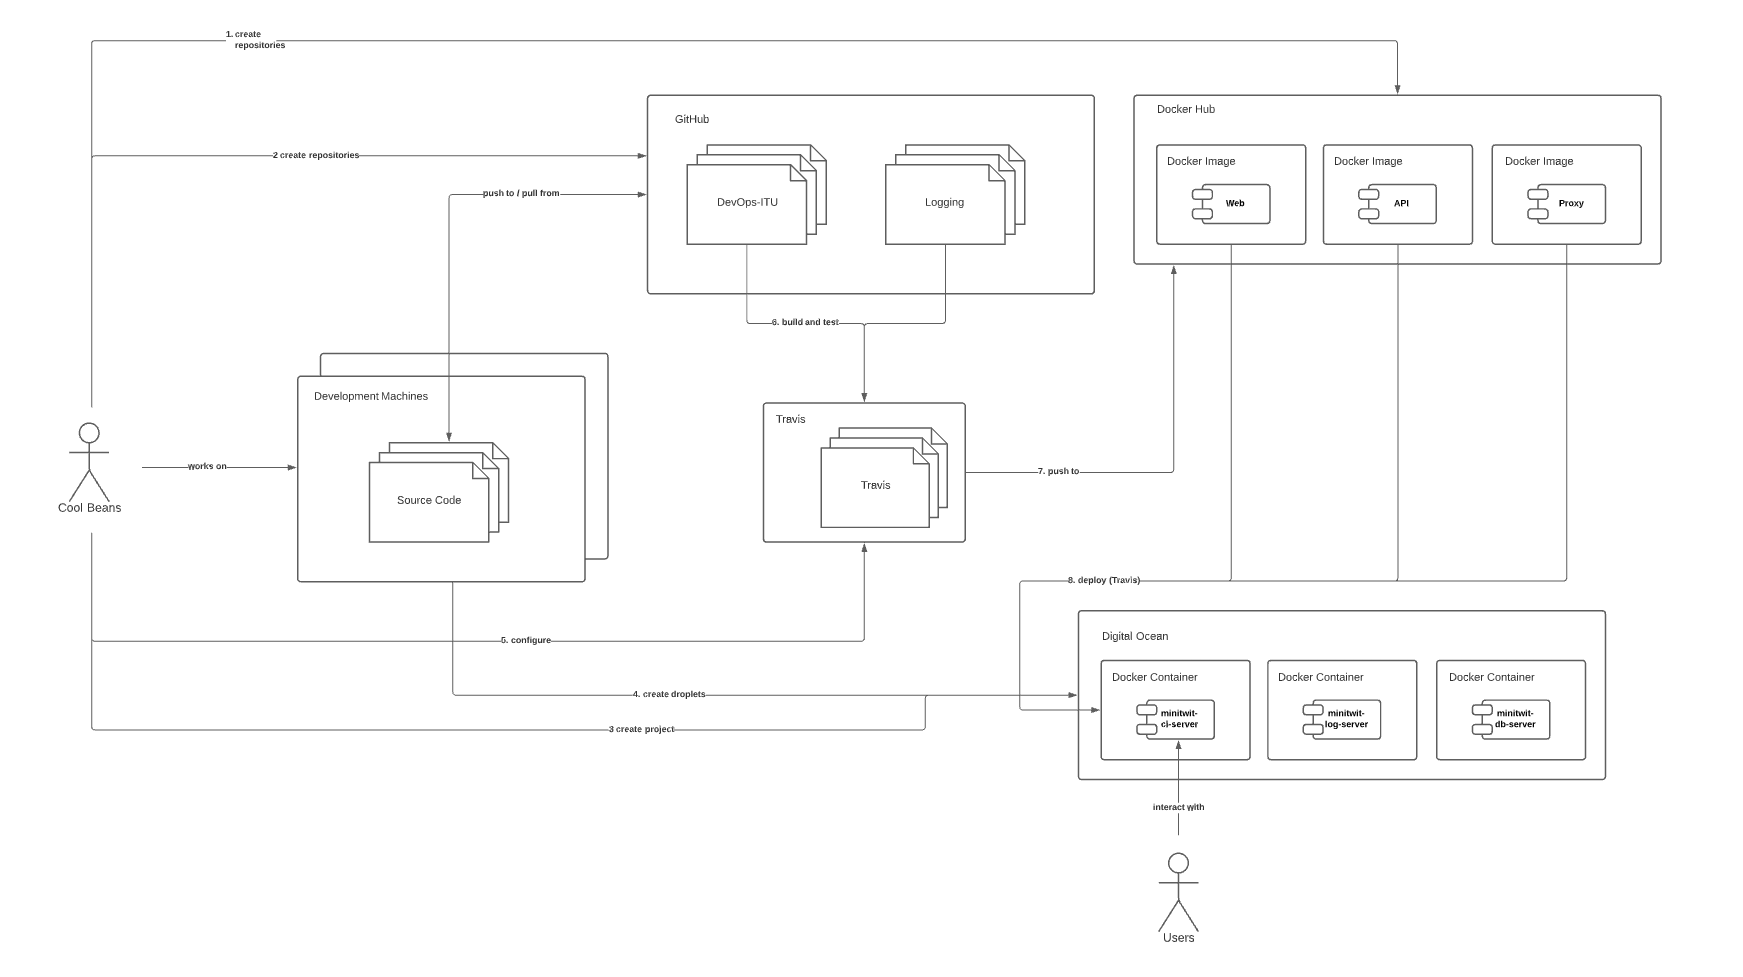 1. create
repositories
Docker Hub
GitHub
2 create repositories
Docker Image
Docker Image
Docker Image
push to / pull from
DevOps-ITU
Logging
Web
API
Proxy
6. build and test
Development Machines
Travis
works on
7. push to
Travis
Source Code
Cool Beans
8. deploy (Travis)
5. configure
Digital Ocean
Docker Container
Docker Container
Docker Container
4. create droplets
minitwit-
ci-server
minitwit-
log-server
minitwit-
db-server
3 create project
interact with
Users